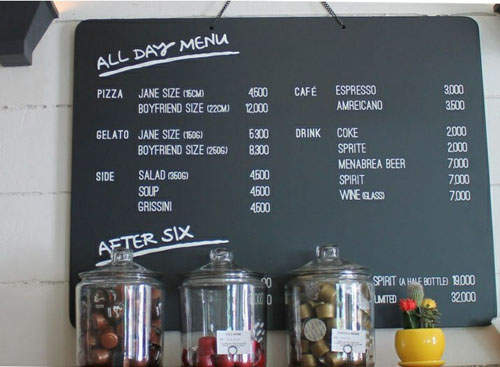 ALL DAY MENU
PIZZA JANE SIZE (15CM) 4,500
BOYFRIEND SIZE (22CM) 12,000
GELATO JANE SIZE (150G) 5,300
BOYFRIEND SIZE (250G) 8,300
SIDE SALAD (350G) 4,500
SOUP 4,500
GRISSINI 4,500
CAFÉ ESPRESSO 3,000
AMREICANO 3,500
DRINK COKE 2,000
SPRITE 2,000
MENABREA BEER 7,000
SPIRIT 7,000
WINE (GLASS) 7,000
AFTER SIX
SPIRIT (A HALF BOTTLE) 19,000
32,000